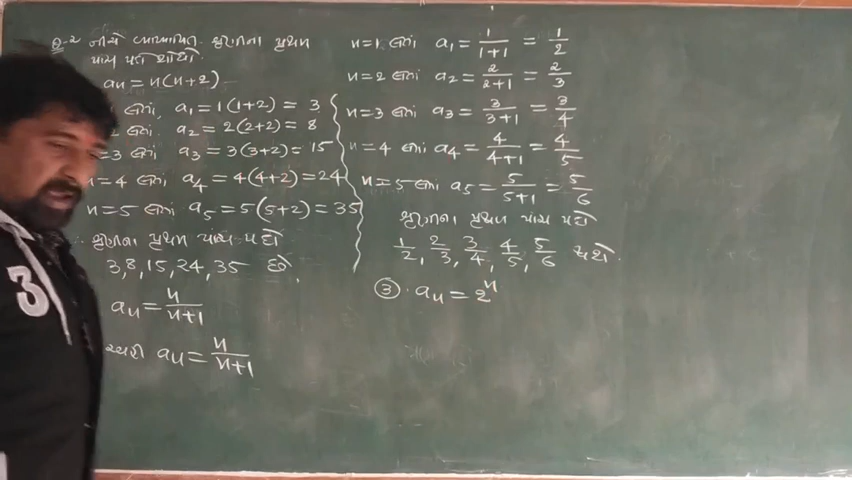 Q-2 નીચે વ્યાખ્યાયિત શ્રેણીના પ્રથમ
પાંચ પદો શોધો.
an = n(n+2)
લેતાં, a1 = 1(1+2) = 3
લેતાં. a2 = 2(2+2) = 8
=3 લેતાં a3 = 3(3+2) = 15
n=4 લેતાં a4 = 4(4+2) = 24
n=5 લેતાં a5 = 5(5+2) = 35
∴ શ્રેણીના પ્રથમ પાંચ પદો
3,8,15,24,35 છે.
an = n/n+1
અહીં an = n/n+1
n=1 લેતાં a1 = 1/1+1 = 1/2
n=2 લેતાં a2 = 2/2+1 = 2/3
n=3 લેતાં a3 = 3/3+1 = 3/4
n=4 લેતાં a4 = 4/4+1 = 4/5
n=5 લેતાં a5 = 5/5+1 = 5/6
શ્રેણીના પ્રથમ પાંચ પદો
1/2, 2/3, 3/4, 4/5, 5/6 થશે.
③. an = 2^n
3